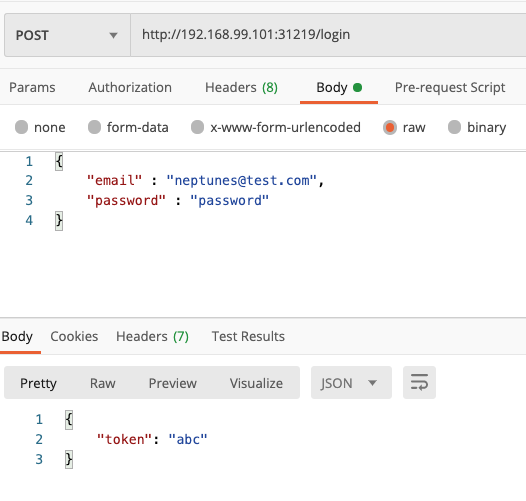 POST http://192.168.99.101:31219/login
Params Authorization Headers (8) Body Pre-request Script
none form-data x-www-form-urlencoded raw binary
1 {
2 "email" : "neptunes@test.com",
3 "password" : "password"
4 }
Body Cookies Headers (7) Test Results
Pretty Raw Preview Visualize JSON
1 {
2 "token": "abc"
3 }